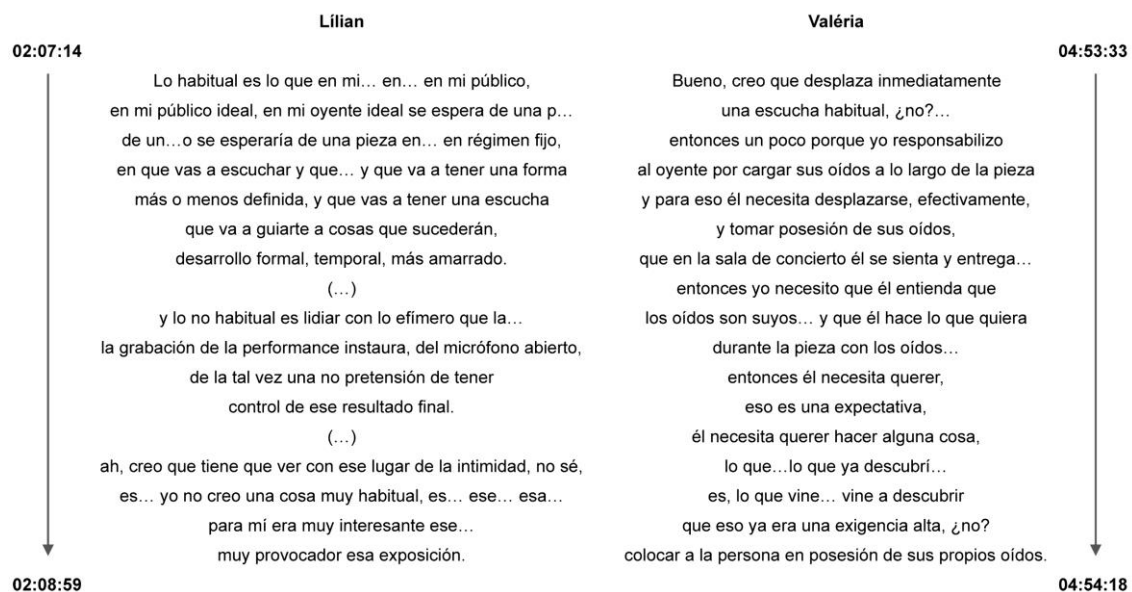 Lílian
02:07:14
Lo habitual es lo que en mi… en… en mi público,
en mi público ideal, en mi oyente ideal se espera de una p…
de un…o se esperaría de una pieza en… en régimen fijo,
en que vas a escuchar y que… y que va a tener una forma
más o menos definida, y que vas a tener una escucha
que va a guiarte a cosas que sucederán,
desarrollo formal, temporal, más amarrado.
(…)
y lo no habitual es lidiar con lo efímero que la…
la grabación de la performance instaura, del micrófono abierto,
de la tal vez una no pretensión de tener
control de ese resultado final.
(…)
ah, creo que tiene que ver con ese lugar de la intimidad, no sé,
es… yo no creo una cosa muy habitual, es… ese… esa…
para mí era muy interesante ese…
muy provocador esa exposición.
02:08:59
Valéria
04:53:33
Bueno, creo que desplaza inmediatamente
una escucha habitual, ¿no?…
entonces un poco porque yo responsabilizo
al oyente por cargar sus oídos a lo largo de la pieza
y para eso él necesita desplazarse, efectivamente,
y tomar posesión de sus oídos,
que en la sala de concierto él se sienta y entrega…
entonces yo necesito que él entienda que
los oídos son suyos… y que él hace lo que quiera
durante la pieza con los oídos…
entonces él necesita querer,
eso es una expectativa,
él necesita querer hacer alguna cosa,
lo que…lo que ya descubrí…
es, lo que vine… vine a descubrir
que eso ya era una exigencia alta, ¿no?
colocar a la persona en posesión de sus propios oídos.
04:54:18